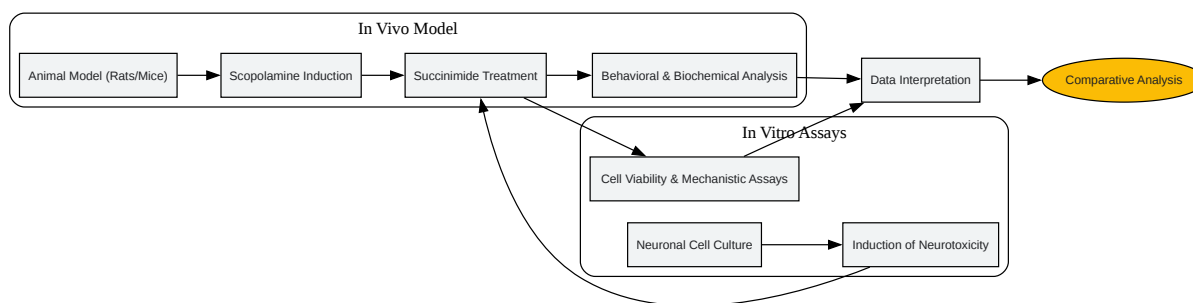 In Vivo Model
Animal Model (Rats/Mice)
Scopolamine Induction
Succinimide Treatment
Behavioral & Biochemical Analysis
Data Interpretation
Comparative Analysis
In Vitro Assays
Cell Viability & Mechanistic Assays
Neuronal Cell Culture
Induction of Neurotoxicity